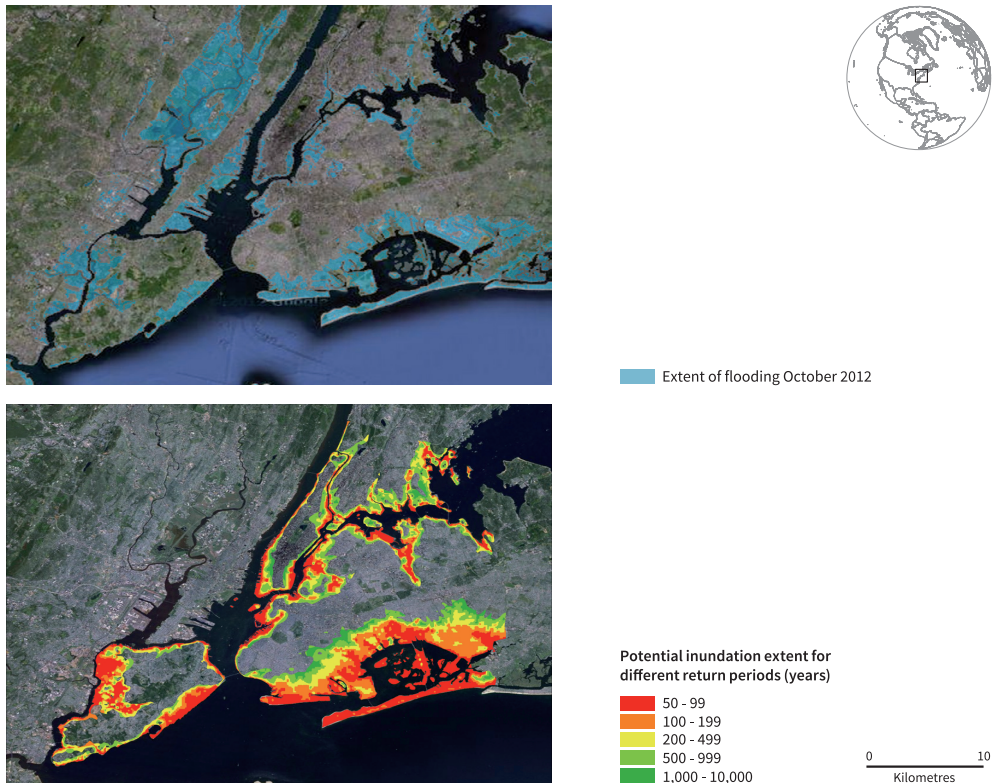 Extent of flooding October 2012
Potential inundation extent for
different return periods (years)
50 - 99
100 - 199
200 - 499
500 - 999
1,000 - 10,000
0 10
Kilometres